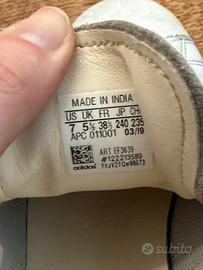 MADE IN INDIA
US UK FR JP CHN
7 5½ 38⅔ 240 235
APC 011001 03/19
ART EF3639
#122213589
adidas
subito